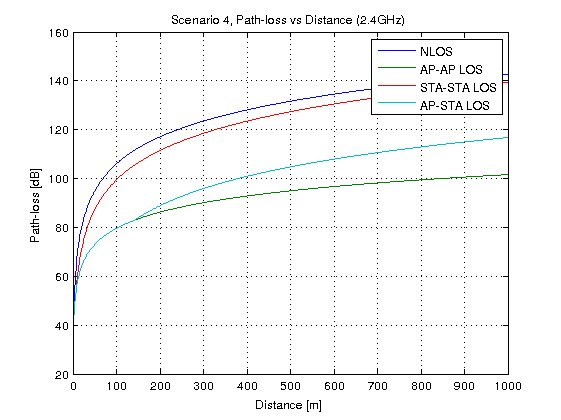 Scenario 4, Path-loss vs Distance (2.4GHz)
160
140
120
100
80
60
40
20
Path-loss [dB]
NLOS
AP-AP LOS
STA-STA LOS
AP-STA LOS
0 100 200 300 400 500 600 700 800 900 1000
Distance [m]